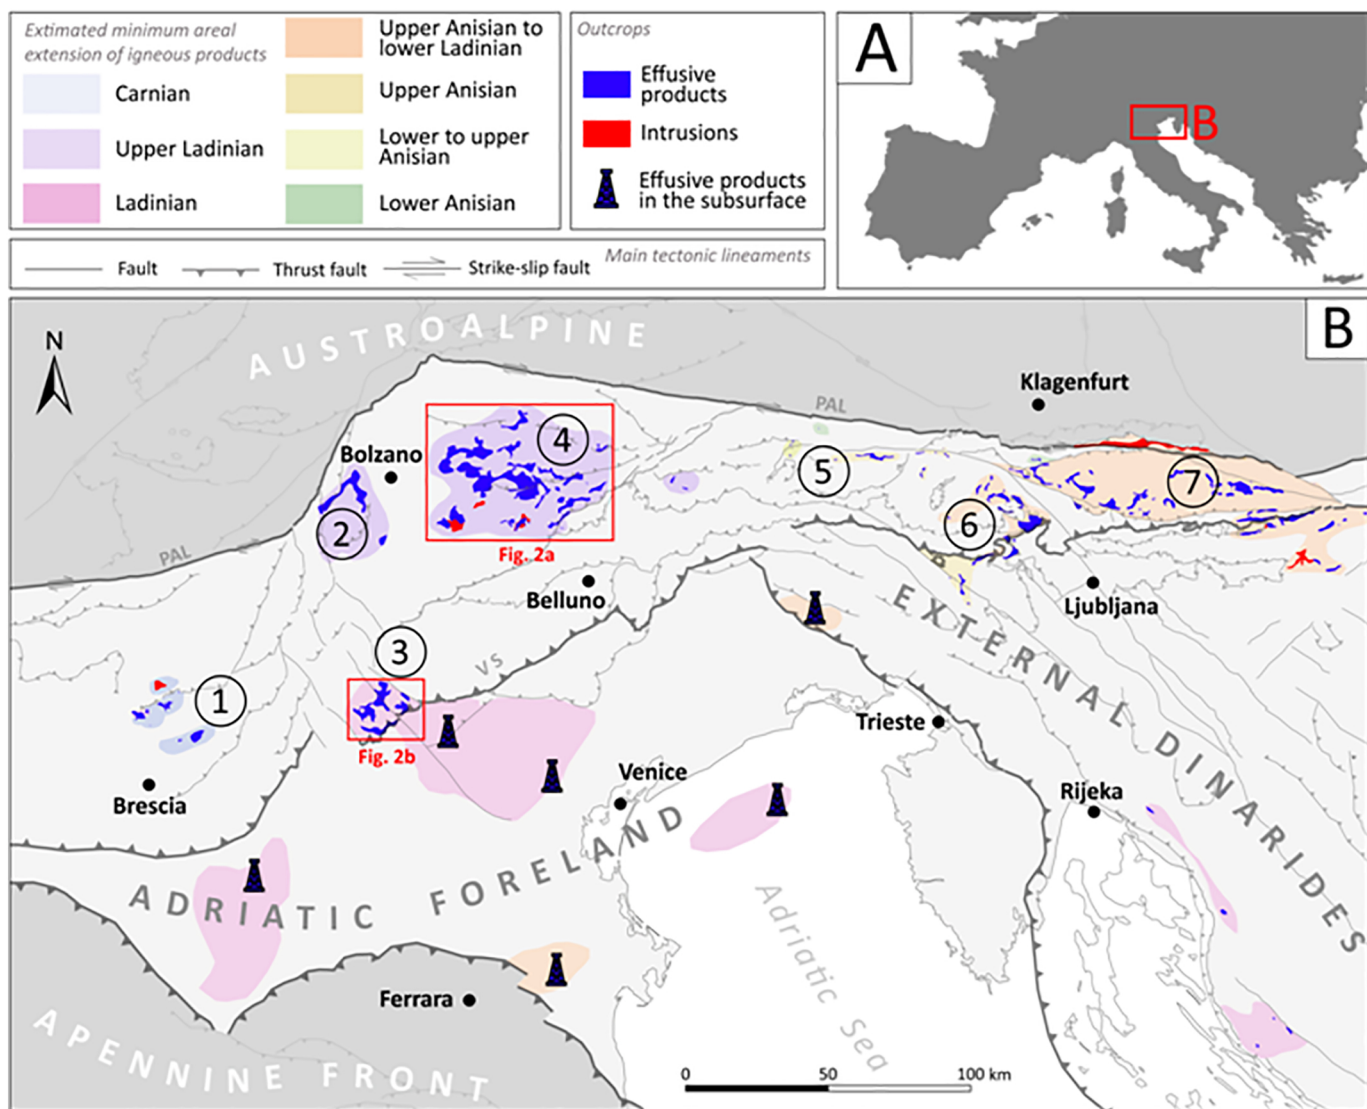 Extimated minimum areal
extension of igneous products
Carnian
Upper Ladinian
Ladinian
Upper Anisian to
lower Ladinian
Upper Anisian
Lower to upper
Anisian
Lower Anisian
Outcrops
Effusive
products
Intrusions
Effusive products
in the subsurface
Fault
Thrust fault
Strike-slip fault
Main tectonic lineaments
A
B
B
N
AUSTROALPINE
Klagenfurt
PAL
Bolzano
4
5
7
2
6
Fig. 2a
PAL
Belluno
Ljubljana
EXTERNAL DINARIDES
3
VS
1
Trieste
Fig. 2b
Venice
Rijeka
Brescia
ADRIATIC FORELAND
Adriatic Sea
Ferrara
APENNINE FRONT
0
50
100 km